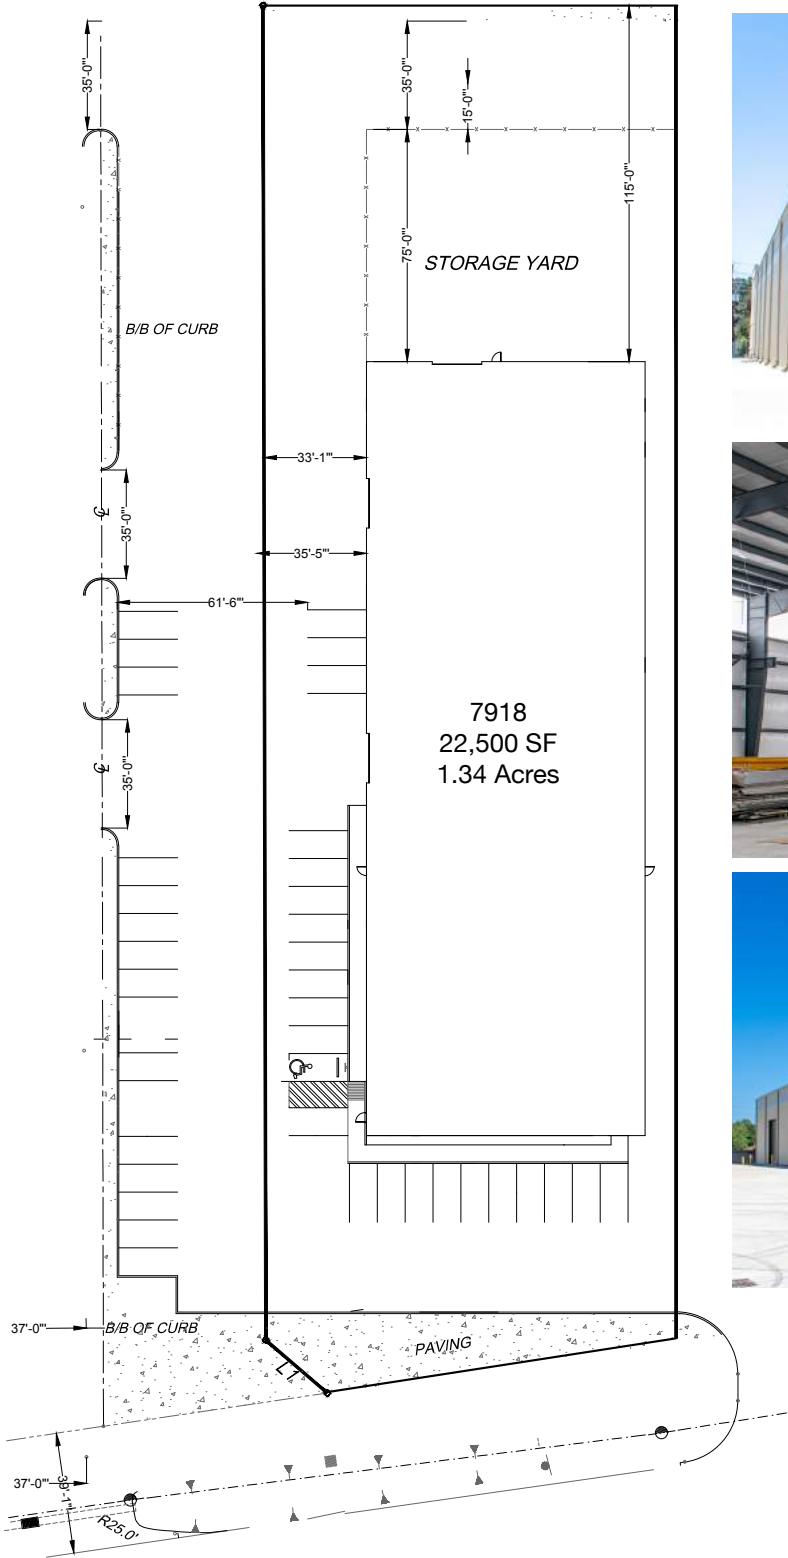 35'-0"'
35'-0"'
15'-0"'
115'-0"'
75'-0"'
STORAGE YARD
B/B OF CURB
33'-1"'
35'-0"'
35'-5"'
61'-6"'
7918
22,500 SF
1.34 Acres
35'-0"'
37'-0"'
B/B OF CURB
PAVING
L1
37'-0"'
39'-1"'
R25.0'